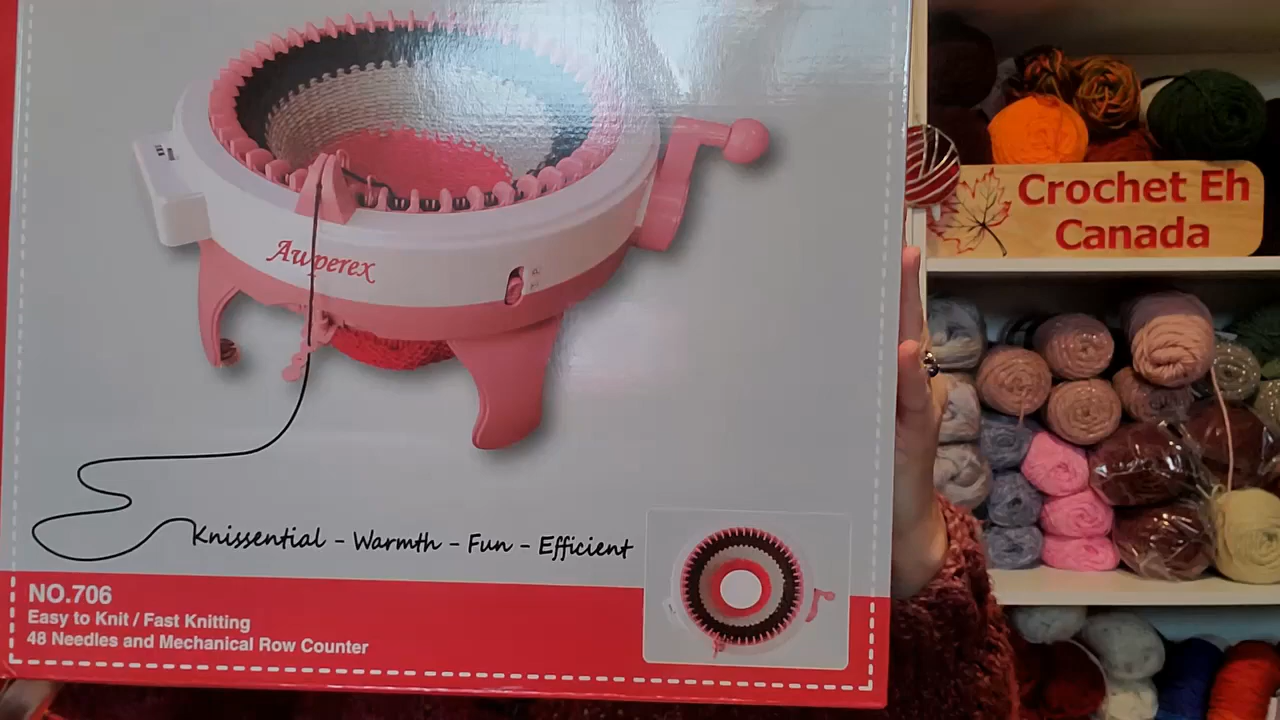 Auperex
Knissential - Warmth - Fun - Efficient
NO.706
Easy to Knit / Fast Knitting
48 Needles and Mechanical Row Counter
Crochet Eh
Canada